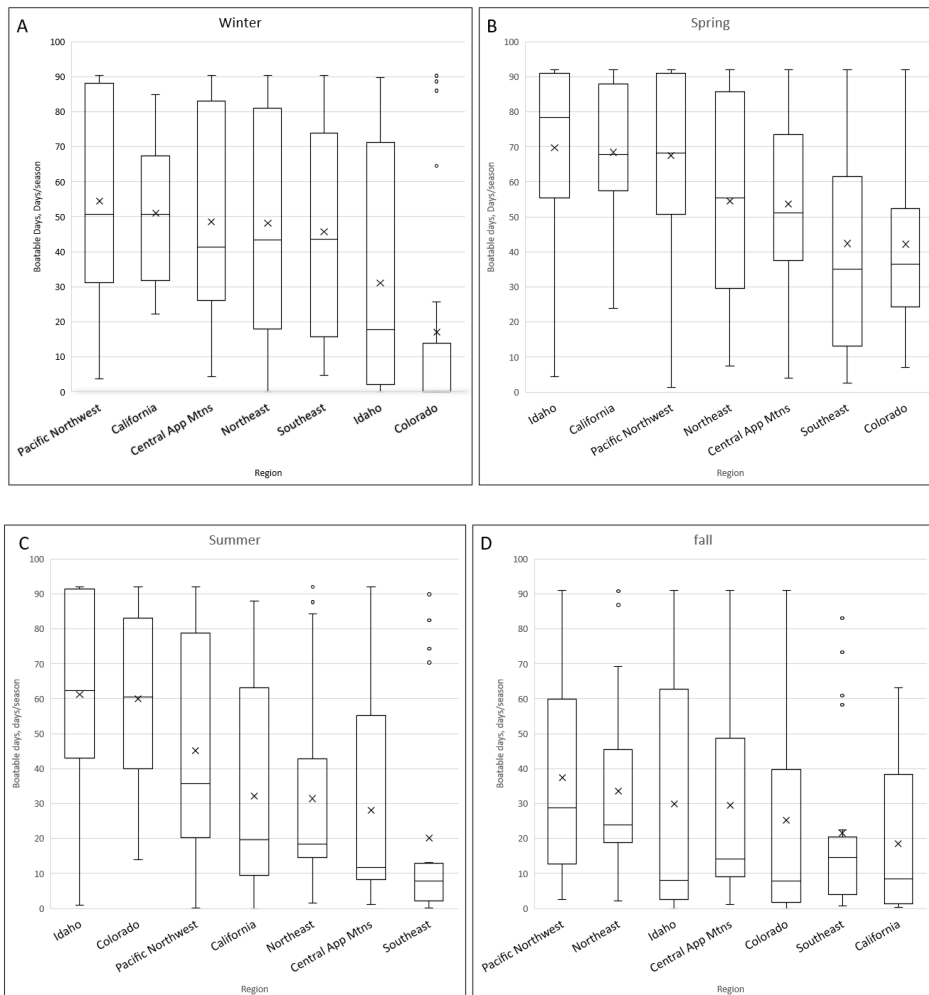 A
Winter
100
90
80
70
60
50
40
30
20
10
0
Boatable Days, Days/season
Pacific Northwest
California
Central App Mtns
Northeast
Southeast
Idaho
Colorado
Region
B
Spring
100
90
80
70
60
50
40
30
20
10
0
Boatable days, Days/season
Idaho
California
Pacific Northwest
Northeast
Central App Mtns
Southeast
Colorado
Region
C
Summer
100
90
80
70
60
50
40
30
20
10
0
Boatable days, days/season
Idaho
Colorado
Pacific Northwest
California
Northeast
Central App Mtns
Southeast
Region
D
fall
100
90
80
70
60
50
40
30
20
10
0
Boatable days, days/season
Pacific Northwest
Northeast
Idaho
Central App Mtns
Colorado
Southeast
California
Region